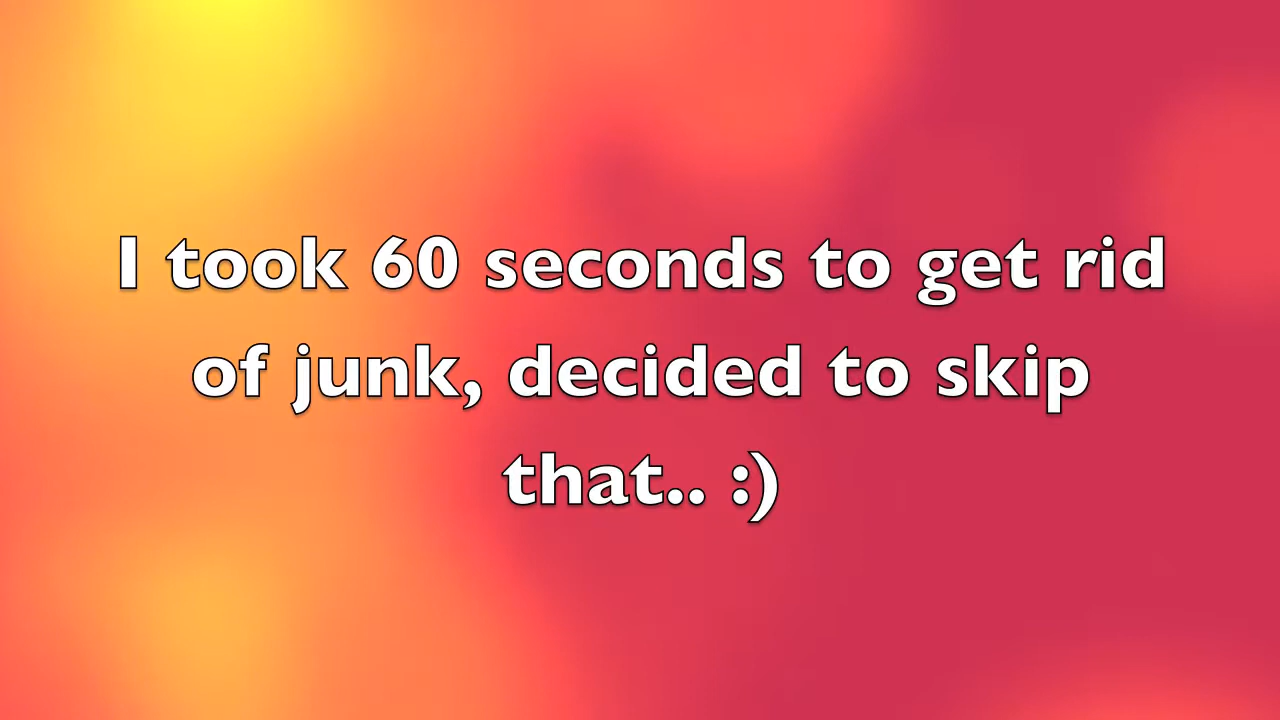 I took 60 seconds to get rid
of junk, decided to skip
that.. :)